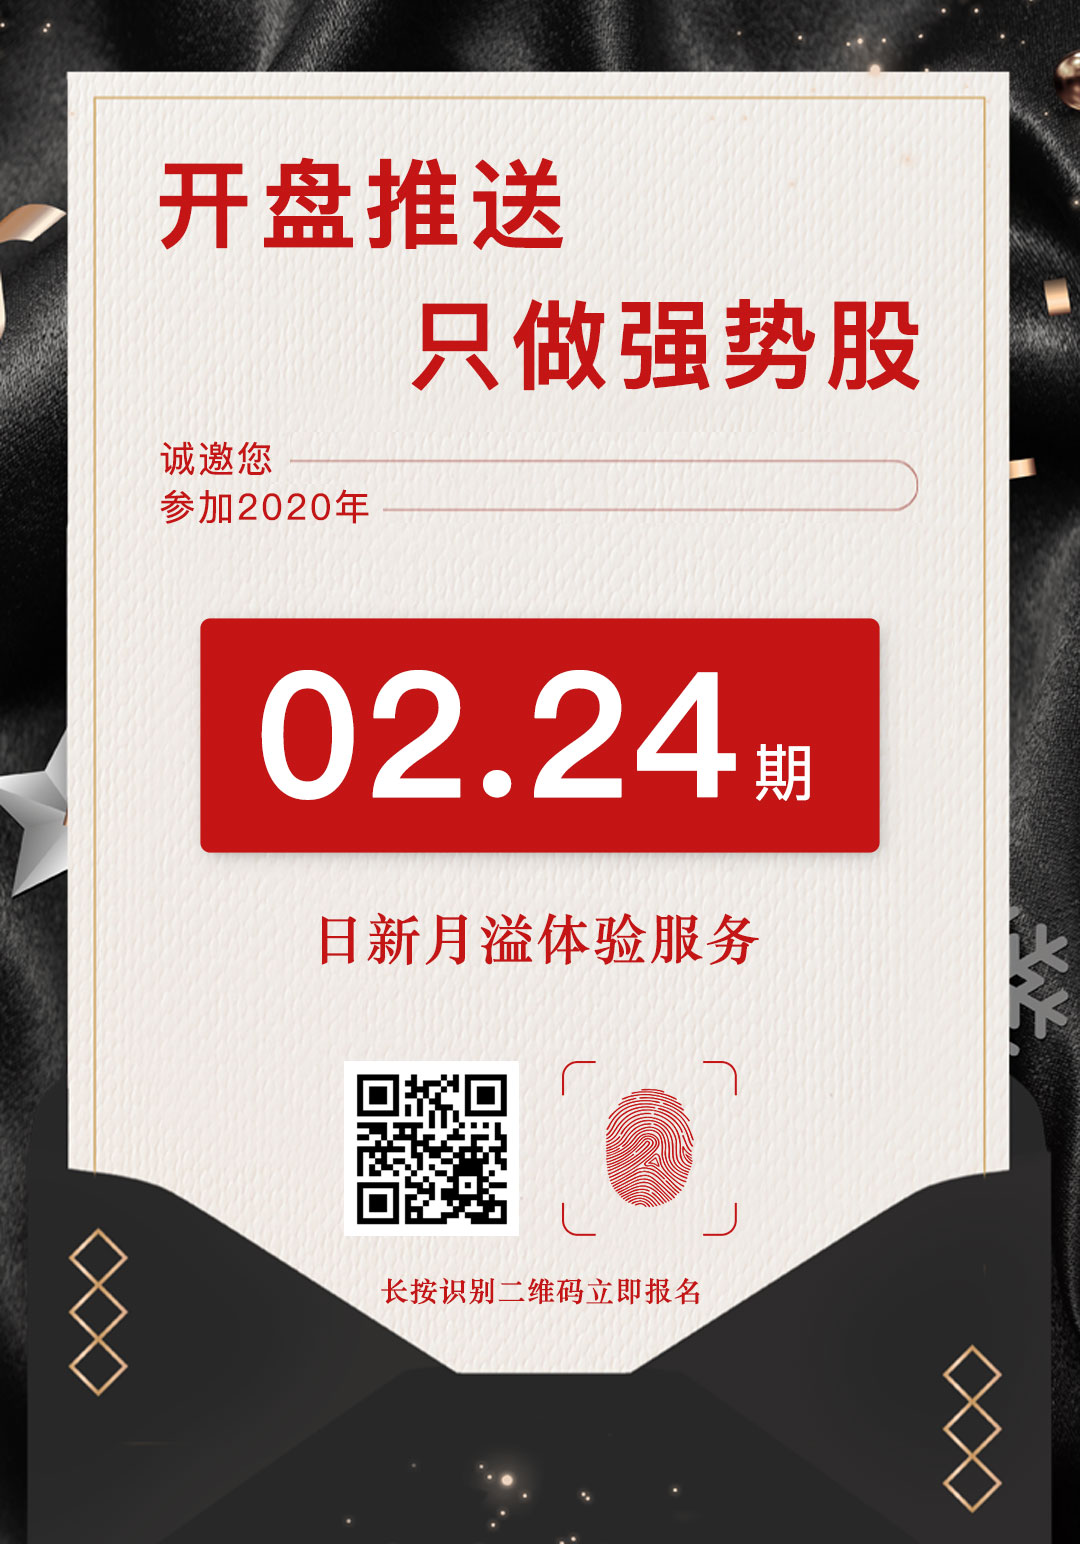 开盘推送
只做强势股
诚邀您
参加2020年
02.24期
日新月溢体验服务
长按识别二维码立即报名